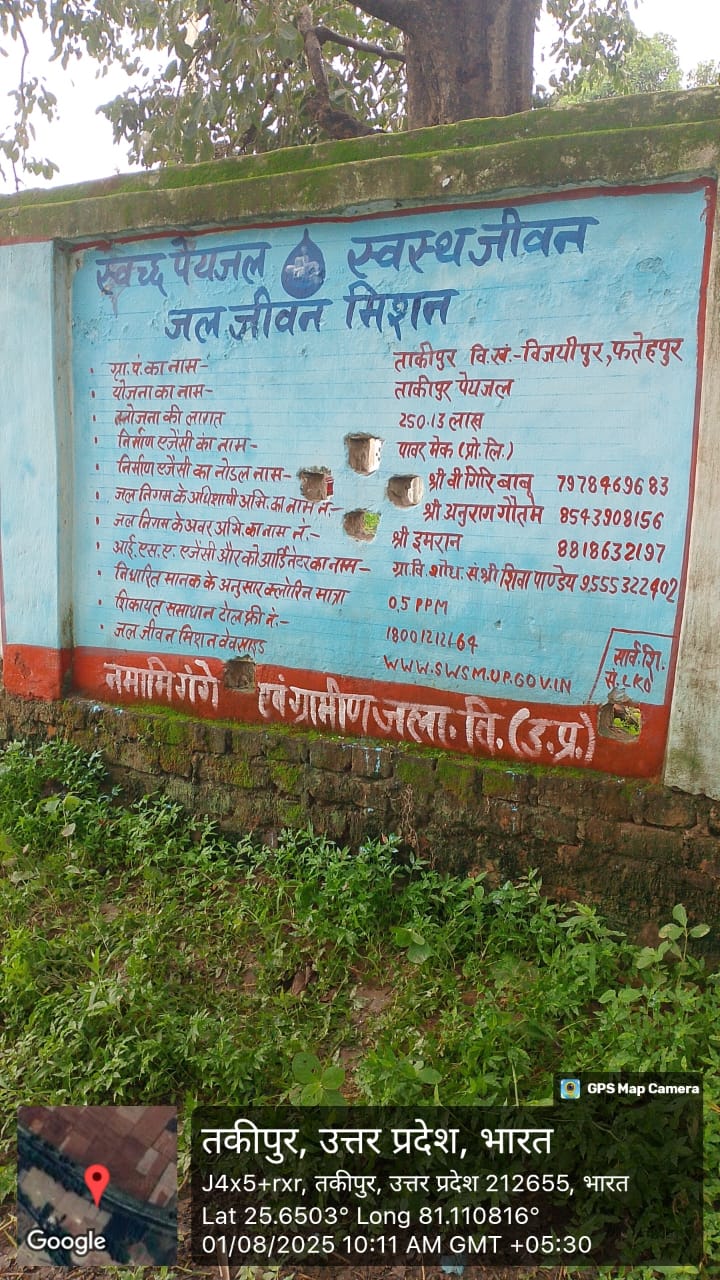 स्वच्छ पेयजल स्वस्थ जीवन
जल जीवन मिशन
ग्रा.पं.का नाम- ताकीपुर वि.खं.-विजयीपुर,फतेहपुर
योजना का नाम- ताकीपुर पेयजल
योजना की लागत 250.13 लाख
निर्माण एजेंसी का नाम- पावर मेक (प्रो.लि.)
निर्माण एजेंसी का नोडल नाम- श्री वी गिरि बाबू 7978469683
जल निगम के अधिशाषी अभि.का नाम नं.- श्री अनुराग गौतम 8543908156
जल निगम के अवर अभि.का नाम नं.- श्री इमरान 8818632197
आई.एस.ए. एजेंसी और कोआर्डिनेटर का नाम- ग्रा.वि शोध. सं.श्री शिवा पाण्डेय 9555322402
निर्धारित मानक के अनुसार क्लोरिन मात्रा 0.5 PPM
शिकायत समाधान टोल फ्री नं:- 18001212164
जल जीवन मिशन वेवसाइड WWW.SWSM.UP.GOV.IN
सार्व.शि.
सं.LKO
नमामि गंगे एवं ग्रामीण जला. वि.(उ.प्र.)
GPS Map Camera
तकीपुर, उत्तर प्रदेश, भारत
J4x5+rxr, तकीपुर, उत्तर प्रदेश 212655, भारत
Lat 25.6503° Long 81.110816°
01/08/2025 10:11 AM GMT +05:30
Google